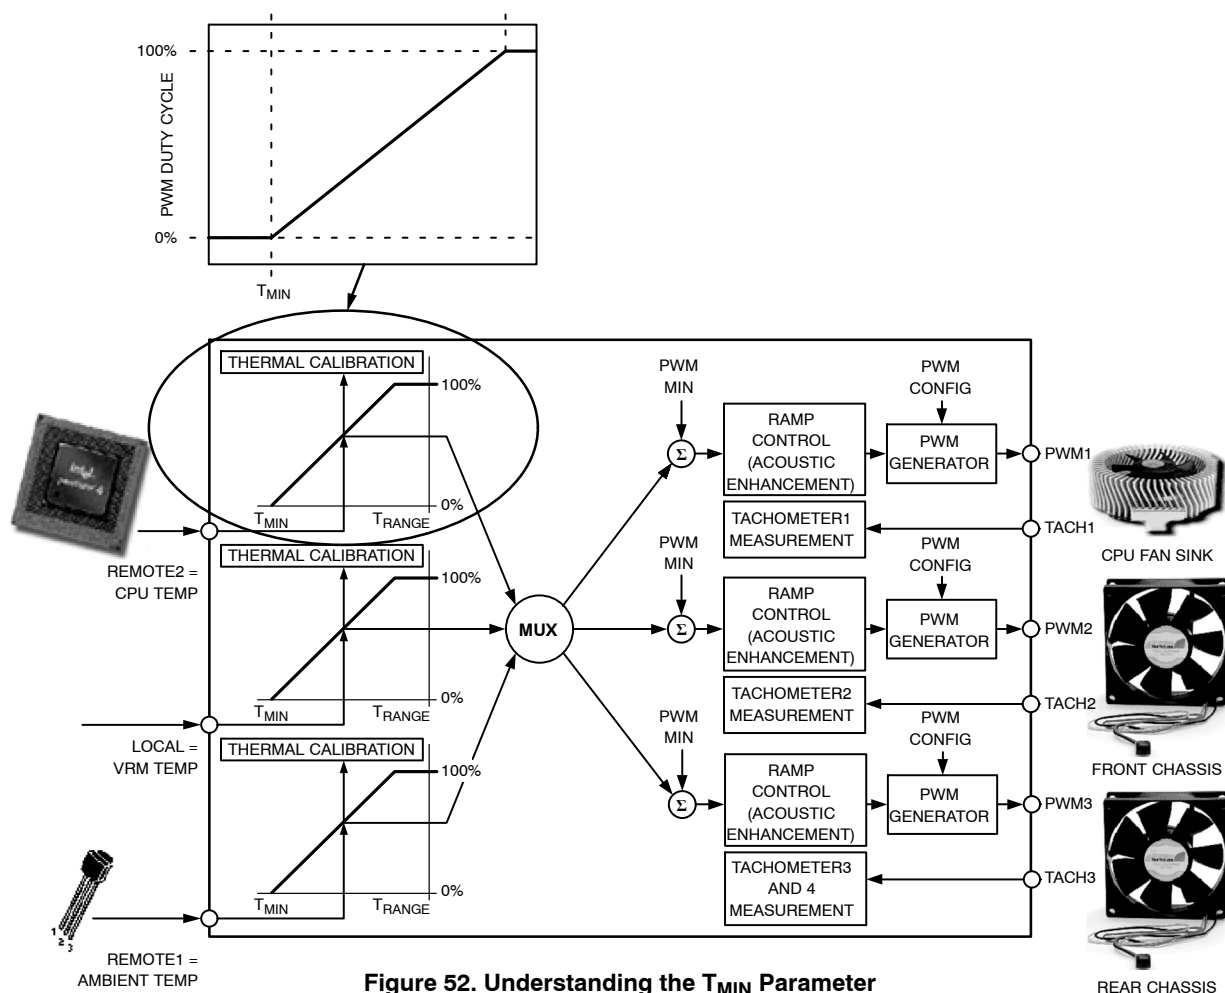 100%
PWM DUTY CYCLE
0%
TMIN
THERMAL CALIBRATION
100%
0%
TMIN
TRANGE
REMOTE2 =
CPU TEMP
THERMAL CALIBRATION
100%
0%
TMIN
TRANGE
LOCAL =
VRM TEMP
THERMAL CALIBRATION
100%
0%
TMIN
TRANGE
1
2
3
REMOTE1 =
AMBIENT TEMP
MUX
PWM
MIN
Σ
RAMP
CONTROL
(ACOUSTIC
ENHANCEMENT)
PWM
CONFIG
PWM
GENERATOR
PWM1
TACHOMETER1
MEASUREMENT
TACH1
CPU FAN SINK
PWM
MIN
Σ
RAMP
CONTROL
(ACOUSTIC
ENHANCEMENT)
PWM
CONFIG
PWM
GENERATOR
PWM2
TACHOMETER2
MEASUREMENT
TACH2
FRONT CHASSIS
PWM
MIN
Σ
RAMP
CONTROL
(ACOUSTIC
ENHANCEMENT)
PWM
CONFIG
PWM
GENERATOR
PWM3
TACHOMETER3
AND 4
MEASUREMENT
TACH3
REAR CHASSIS
Figure 52. Understanding the TMIN Parameter